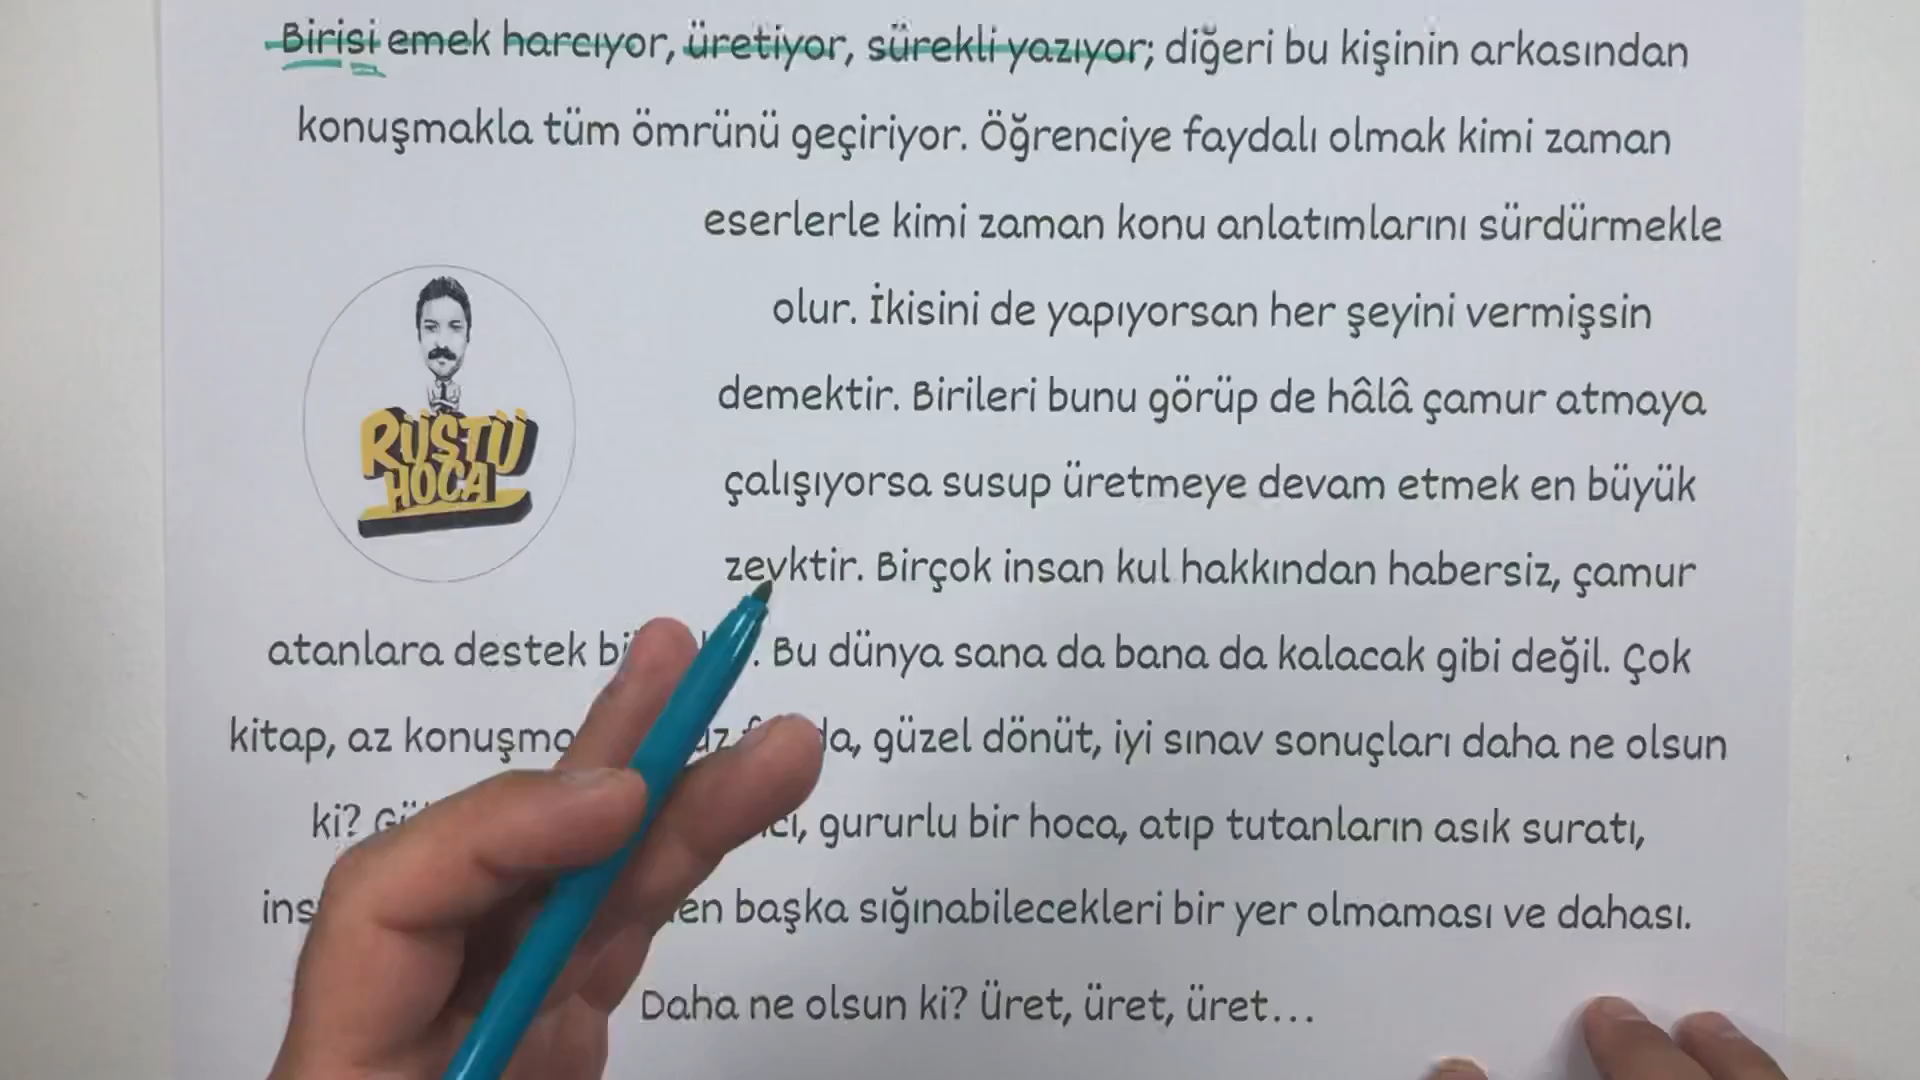 Birisi emek harcıyor, üretiyor, sürekli yazıyor; diğeri bu kişinin arkasından
konuşmakla tüm ömrünü geçiriyor. Öğrenciye faydalı olmak kimi zaman
eserlerle kimi zaman konu anlatımlarını sürdürmekle
olur. İkisini de yapıyorsan her şeyini vermişsin
demektir. Birileri bunu görüp de hâlâ çamur atmaya
çalışıyorsa susup üretmeye devam etmek en büyük
zevktir. Birçok insan kul hakkından habersiz, çamur
atanlara destek Bu dünya sana da bana da kalacak gibi değil. Çok
kitap, az güzel dönüt, iyi sınav sonuçları daha ne olsun
ki? gururlu bir hoca, atıp tutanların asık suratı,
başka sığınabilecekleri bir yer olmaması ve dahası.
Daha ne olsun ki? Üret, üret, üret...
RÜŞTÜ
HOCA